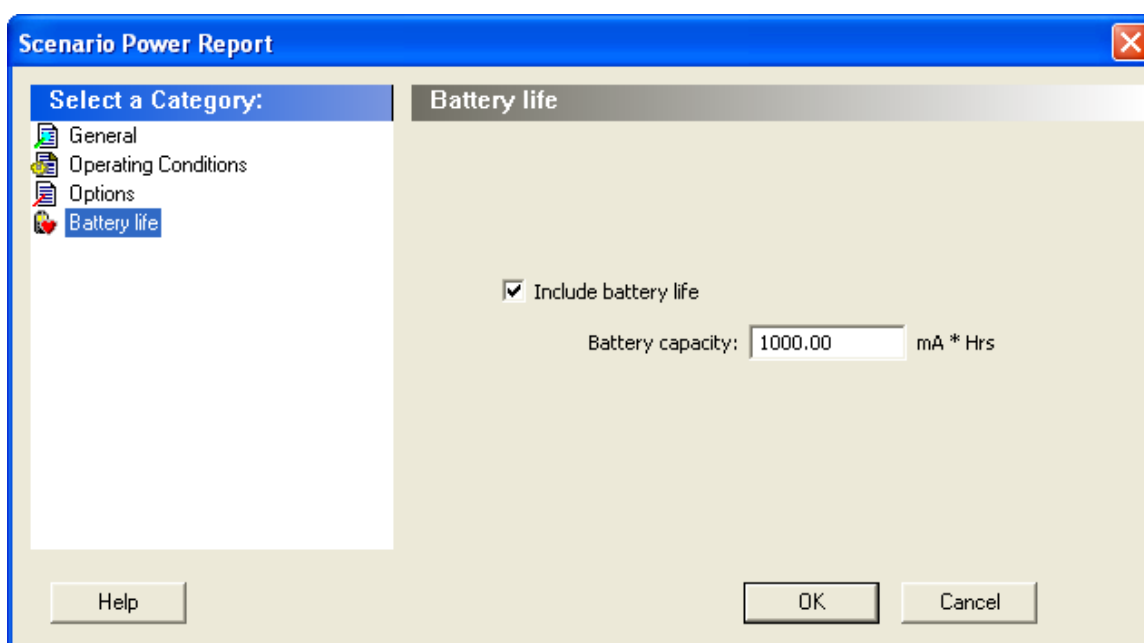 Scenario Power Report
Select a Category:
General
Operating Conditions
Options
Battery life
Battery life
Include battery life
Battery capacity: 1000.00 mA * Hrs
Help OK Cancel